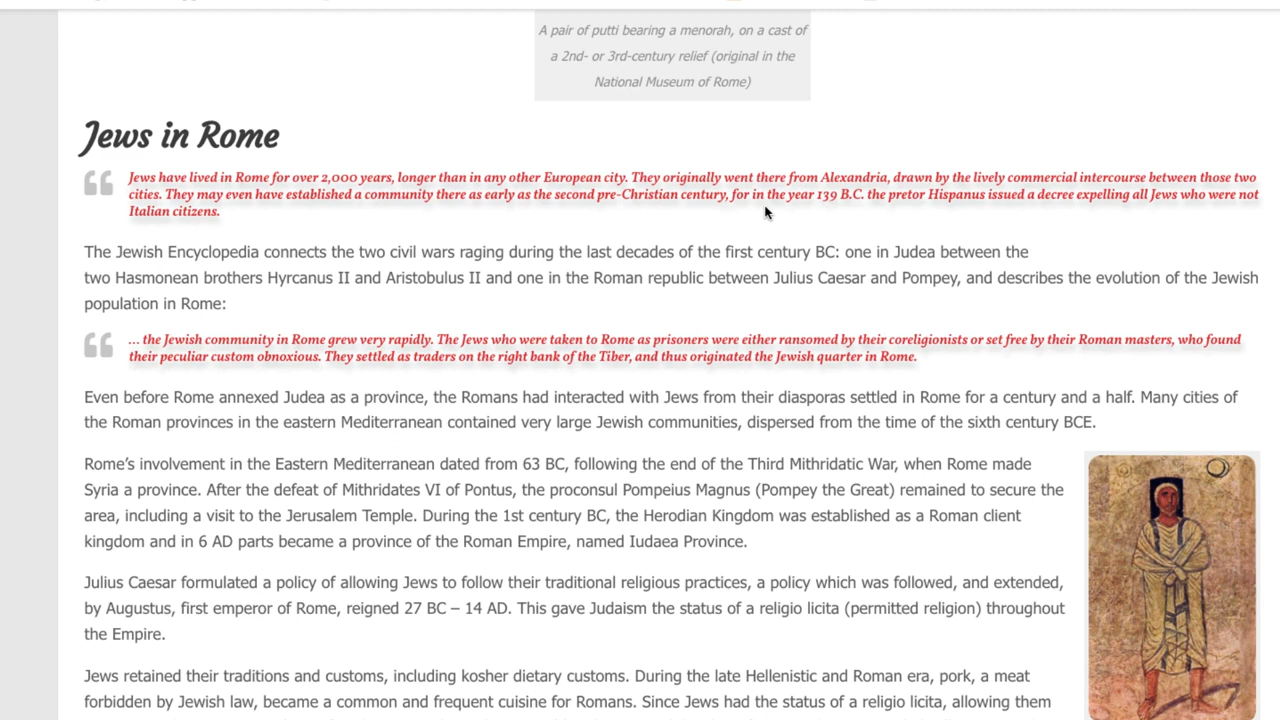 A pair of putti bearing a menorah, on a cast of
a 2nd- or 3rd-century relief (original in the
National Museum of Rome)
Jews in Rome
Jews have lived in Rome for over 2,000 years, longer than in any other European city. They originally went there from Alexandria, drawn by the lively commercial intercourse between those two
cities. They may even have established a community there as early as the second pre-Christian century, for in the year 139 B.C. the pretor Hispanus issued a decree expelling all Jews who were not
Italian citizens.
The Jewish Encyclopedia connects the two civil wars raging during the last decades of the first century BC: one in Judea between the
two Hasmonean brothers Hyrcanus II and Aristobulus II and one in the Roman republic between Julius Caesar and Pompey, and describes the evolution of the Jewish
population in Rome:
... the Jewish community in Rome grew very rapidly. The Jews who were taken to Rome as prisoners were either ransomed by their coreligionists or set free by their Roman masters, who found
their peculiar custom obnoxious. They settled as traders on the right bank of the Tiber, and thus originated the Jewish quarter in Rome.
Even before Rome annexed Judea as a province, the Romans had interacted with Jews from their diasporas settled in Rome for a century and a half. Many cities of
the Roman provinces in the eastern Mediterranean contained very large Jewish communities, dispersed from the time of the sixth century BCE.
Rome's involvement in the Eastern Mediterranean dated from 63 BC, following the end of the Third Mithridatic War, when Rome made
Syria a province. After the defeat of Mithridates VI of Pontus, the proconsul Pompeius Magnus (Pompey the Great) remained to secure the
area, including a visit to the Jerusalem Temple. During the 1st century BC, the Herodian Kingdom was established as a Roman client
kingdom and in 6 AD parts became a province of the Roman Empire, named Iudaea Province.
Julius Caesar formulated a policy of allowing Jews to follow their traditional religious practices, a policy which was followed, and extended,
by Augustus, first emperor of Rome, reigned 27 BC – 14 AD. This gave Judaism the status of a religio licita (permitted religion) throughout
the Empire.
Jews retained their traditions and customs, including kosher dietary customs. During the late Hellenistic and Roman era, pork, a meat
forbidden by Jewish law, became a common and frequent cuisine for Romans. Since Jews had the status of a religio licita, allowing them